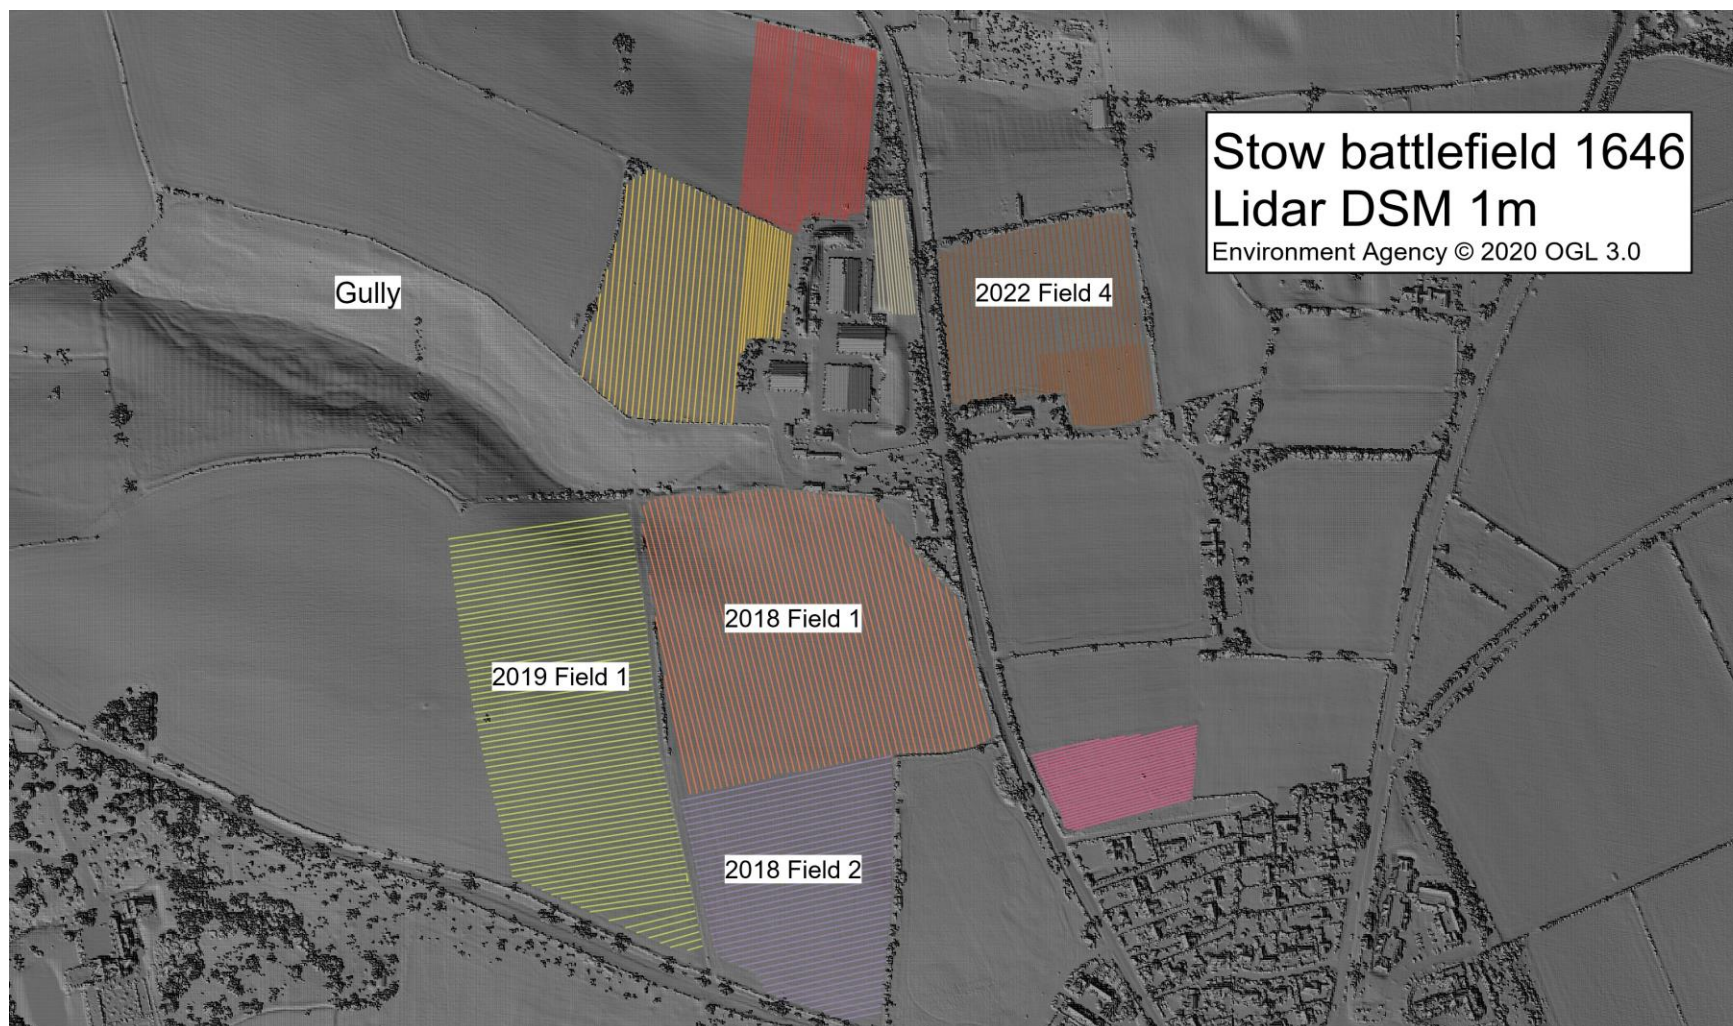 Stow battlefield 1646
Lidar DSM 1m
Environment Agency © 2020 OGL 3.0
Gully
2022 Field 4
2018 Field 1
2019 Field 1
2018 Field 2